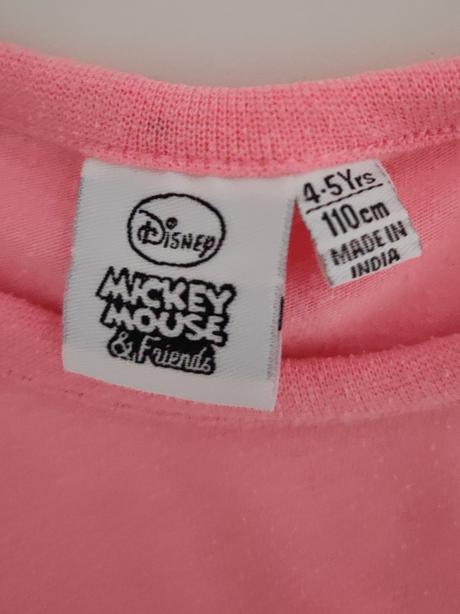 Disney
MICKEY
MOUSE
& Friends
4-5Yrs
110cm
MADE IN
INDIA